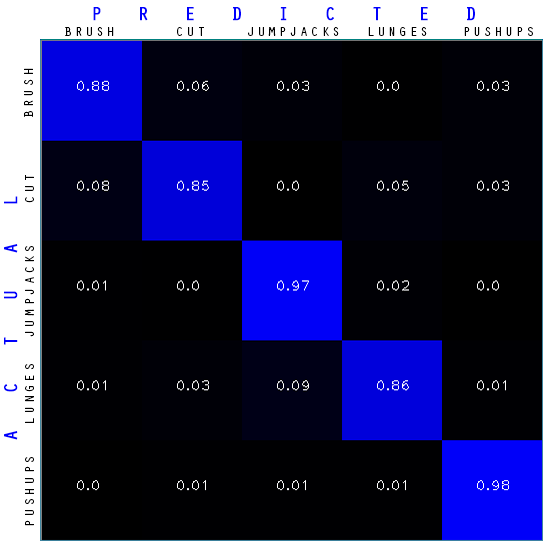 P R E D I C T E D
BRUSH CUT JUMPJACKS LUNGES PUSHUPS
ACTUAL
BRUSH 0.88 0.06 0.03 0.0 0.03
CUT 0.08 0.85 0.0 0.05 0.03
JUMPJACKS 0.01 0.0 0.97 0.02 0.0
LUNGES 0.01 0.03 0.09 0.86 0.01
PUSHUPS 0.0 0.01 0.01 0.01 0.98